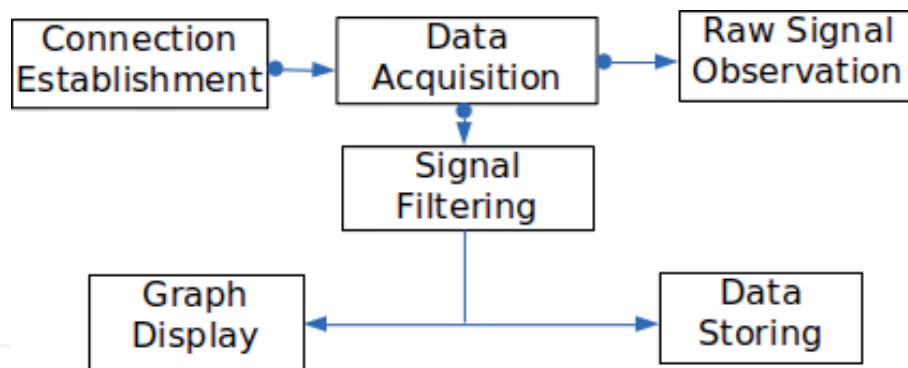 Connection
Establishment
Data
Acquisition
Raw Signal
Observation
Signal
Filtering
Graph
Display
Data
Storing